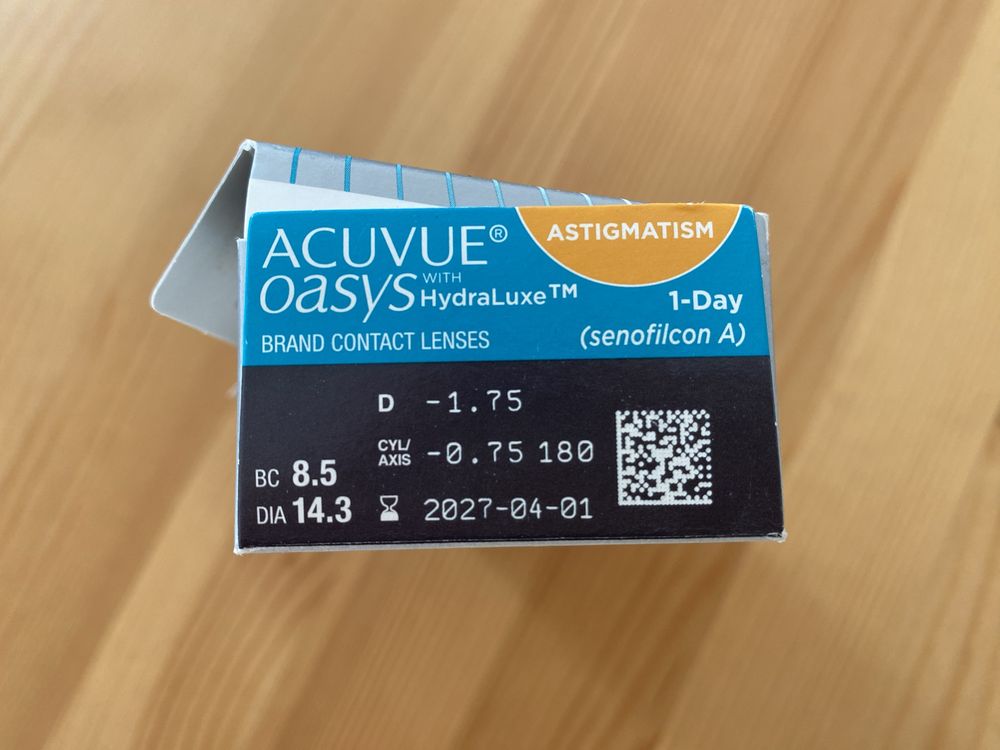 ACUVUE®
ASTIGMATISM
oasys WITH HydraLuxe™
1-Day
BRAND CONTACT LENSES
(senofilcon A)
D -1.75
CYL/AXIS -0.75 180
BC 8.5
DIA 14.3
2027-04-01